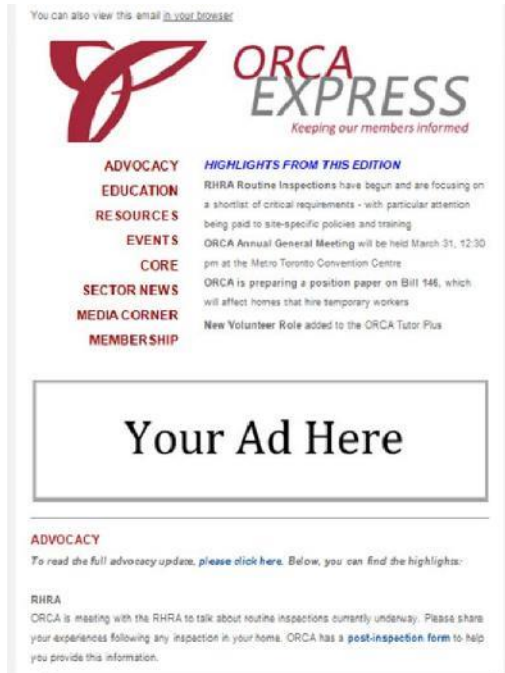 You can also view this email in your browser
ORCA
EXPRESS
Keeping our members informed
ADVOCACY
EDUCATION
RESOURCES
EVENTS
CORE
SECTOR NEWS
MEDIA CORNER
MEMBERSHIP
HIGHLIGHTS FROM THIS EDITION
RHRA Routine Inspections have begun and are focusing on
a shortlist of critical requirements - with particular attention
being paid to site-specific policies and training
ORCA Annual General Meeting will be held March 31, 12:30
pm at the Metro Toronto Convention Centre
ORCA is preparing a position paper on Bill 146, which
will affect homes that hire temporary workers
New Volunteer Role added to the ORCA Tutor Plus
Your Ad Here
ADVOCACY
To read the full advocacy update, please click here. Below, you can find the highlights:
RHRA
ORCA is meeting with the RHRA to talk about routine inspections currently underway. Please share
your experiences following any inspection in your home. ORCA has a post-inspection form to help
you provide this information.